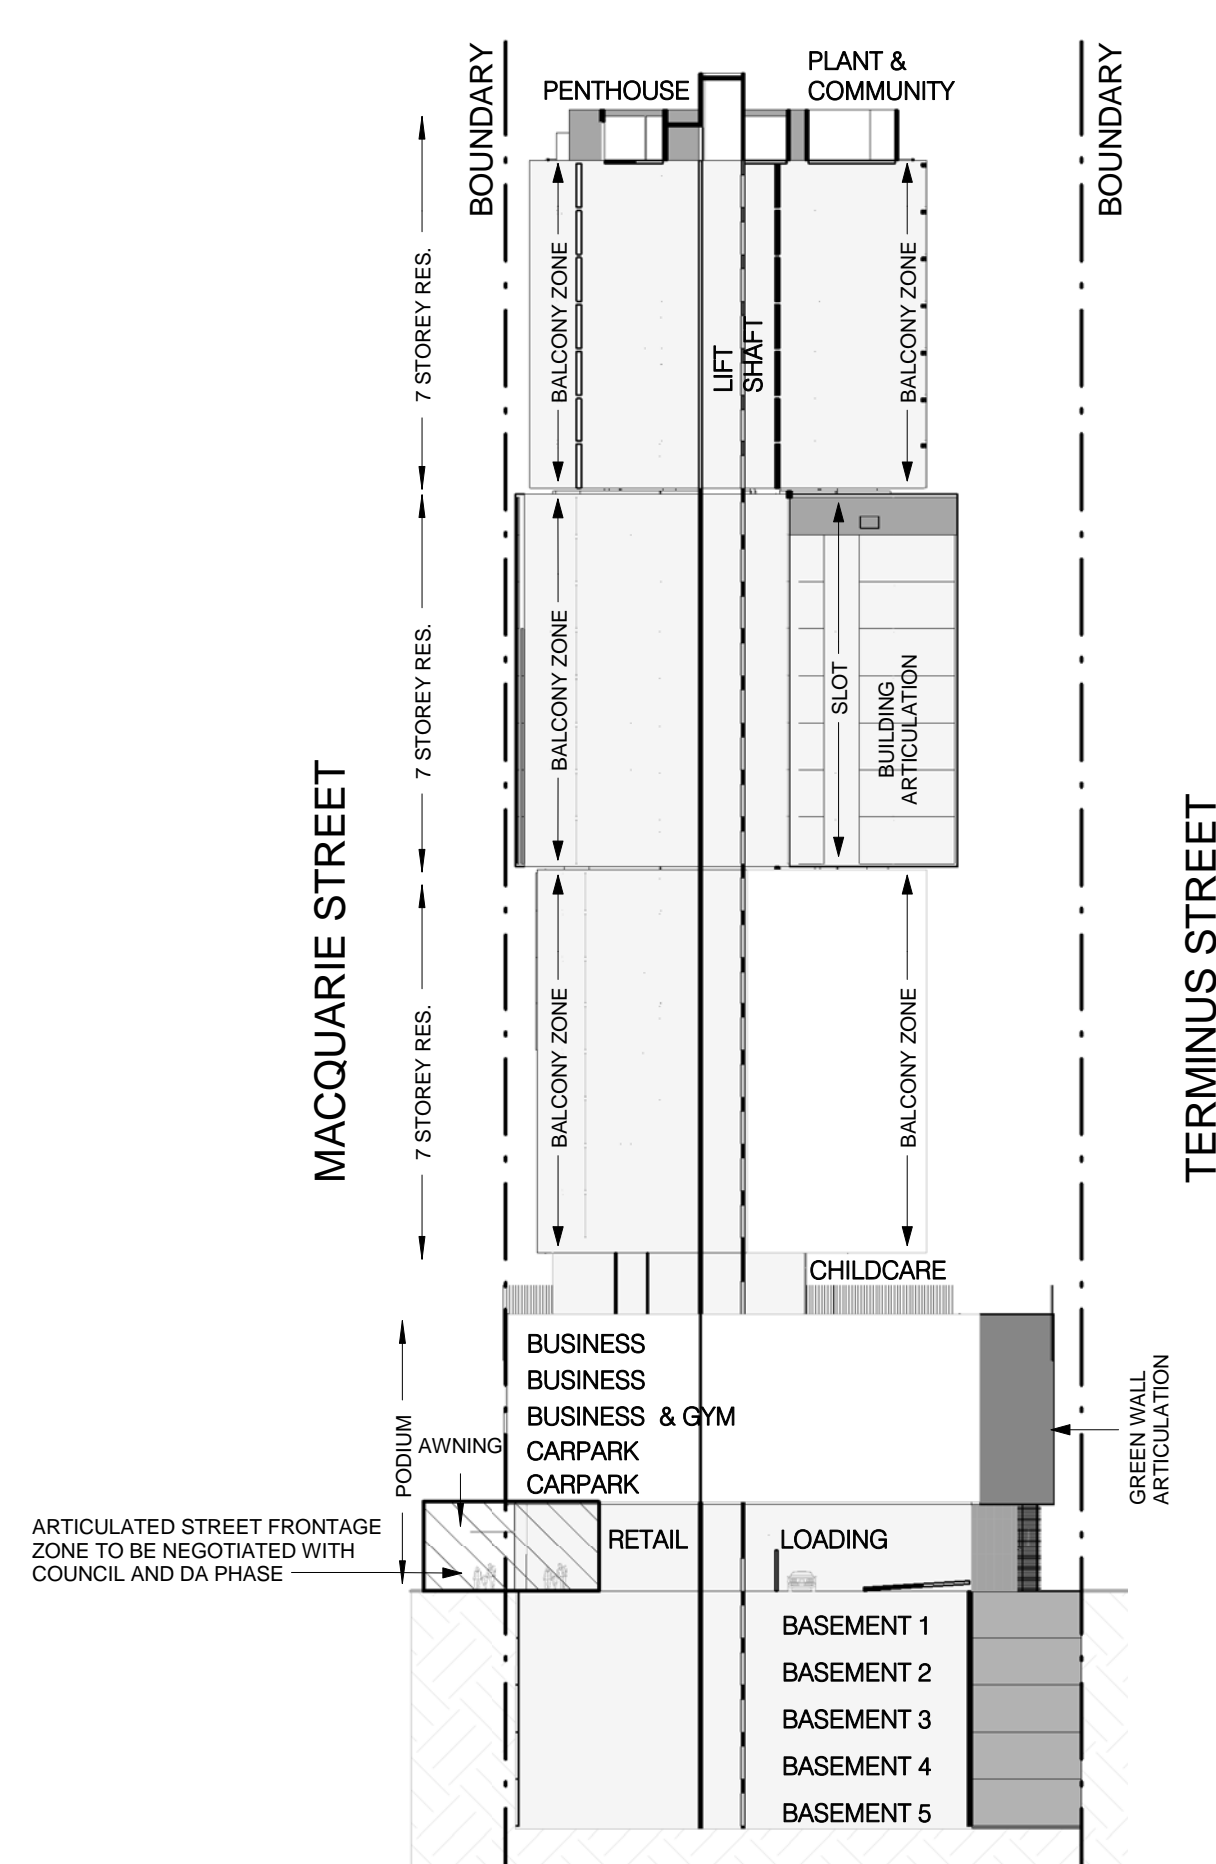 BOUNDARY
PENTHOUSE
PLANT &
COMMUNITY
BOUNDARY
7 STOREY RES.
BALCONY ZONE
LIFT
SHAFT
BALCONY ZONE
7 STOREY RES.
BALCONY ZONE
SLOT
BUILDING
ARTICULATION
MACQUARIE STREET
TERMINUS STREET
7 STOREY RES.
BALCONY ZONE
BALCONY ZONE
CHILDCARE
PODIUM
BUSINESS
BUSINESS
BUSINESS & GYM
CARPARK
CARPARK
GREEN WALL
ARTICULATION
AWNING
ARTICULATED STREET FRONTAGE
ZONE TO BE NEGOTIATED WITH
COUNCIL AND DA PHASE
RETAIL
LOADING
BASEMENT 1
BASEMENT 2
BASEMENT 3
BASEMENT 4
BASEMENT 5